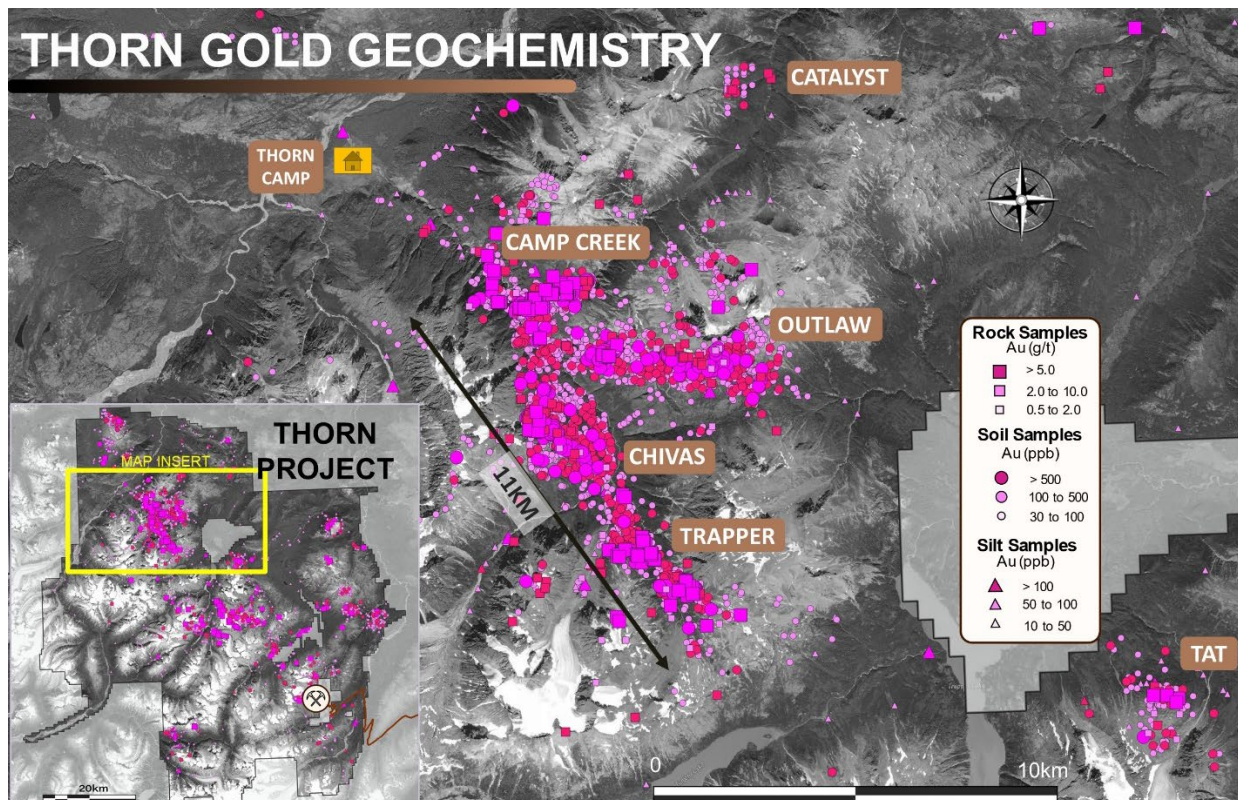 THORN GOLD GEOCHEMISTRY
CATALYST
THORN
CAMP
CAMP CREEK
OUTLAW
CHIVAS
11KM
TRAPPER
TAT
Rock Samples
Au (g/t)
> 5.0
2.0 to 10.0
0.5 to 2.0
Soil Samples
Au (ppb)
> 500
100 to 500
30 to 100
Silt Samples
Au (ppb)
> 100
50 to 100
10 to 50
THORN
PROJECT
MAP INSERT
20km
0
10km